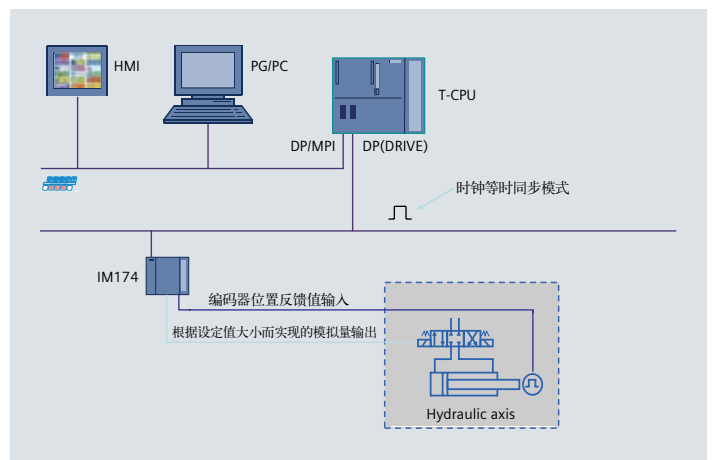 HMI
PG/PC
T-CPU
DP/MPI
DP(DRIVE)
时钟等时同步模式
IM174
编码器位置反馈值输入
根据设定值大小而实现的模拟量输出
Hydraulic axis